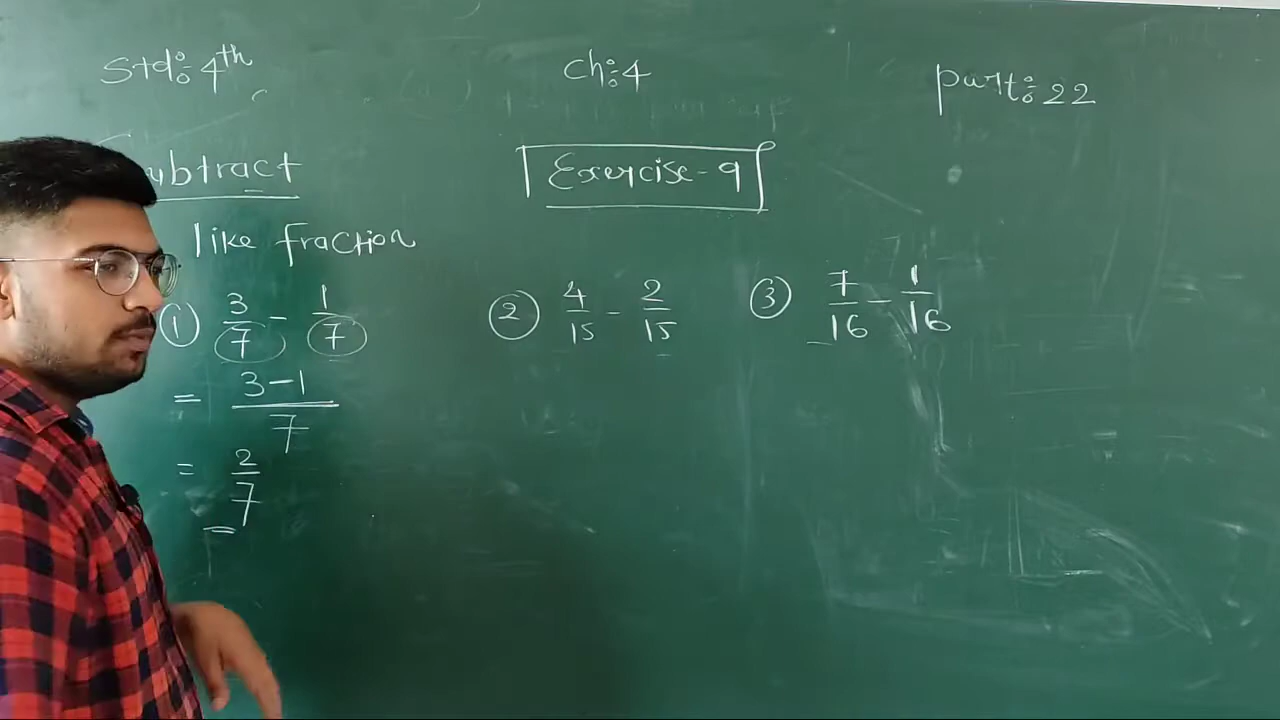 Std:- 4th
Ch:- 4
part:- 22
ubtract
Exercise - 9
like fraction
① 3/7 - 1/7
② 4/15 - 2/15
③ 7/16 - 1/16
= 3-1/7
= 2/7